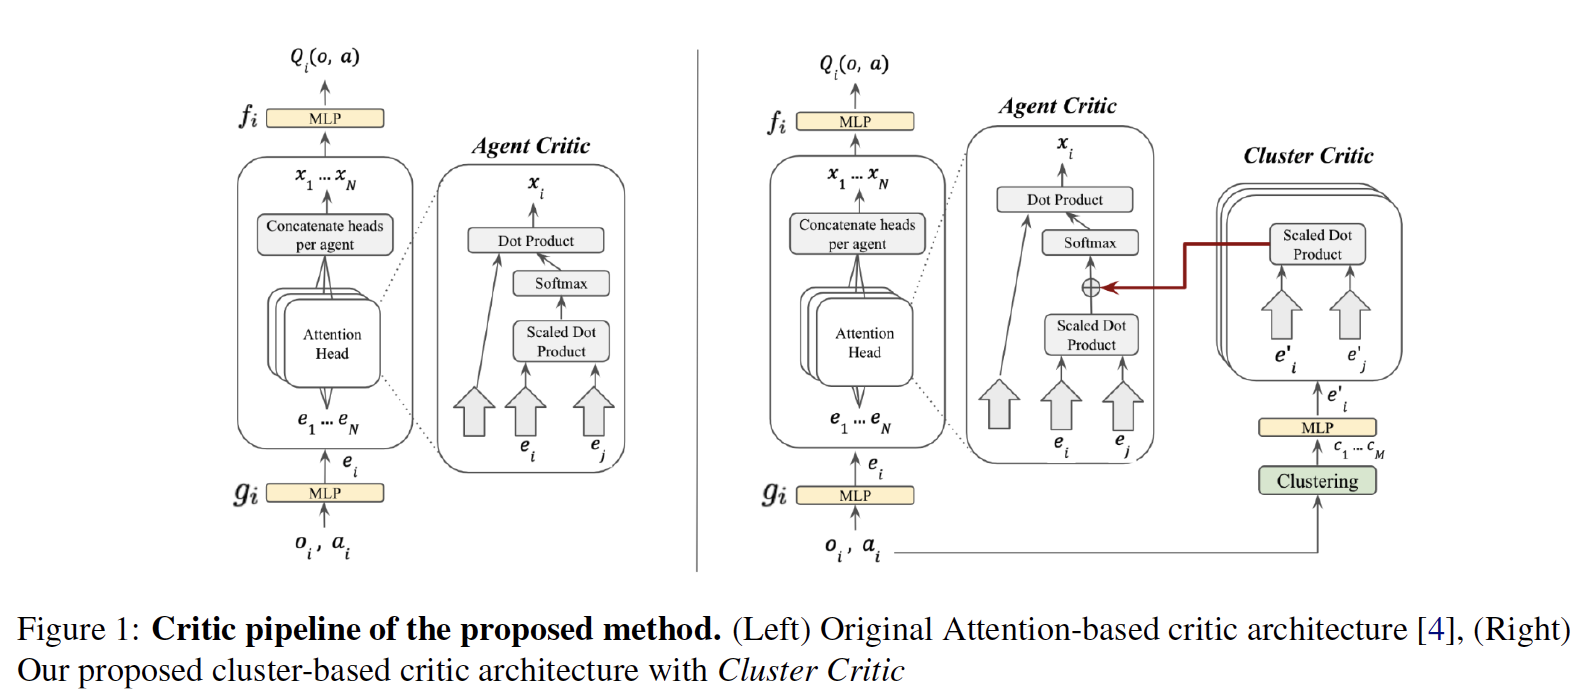 Q_i(o, a)
f_i
MLP
x_1 ... x_N
Concatenate heads
per agent
Attention
Head
e_1 ... e_N
e_i
g_i
MLP
o_i, a_i
Agent Critic
x_i
Dot Product
Softmax
Scaled Dot
Product
e_i
e_j
Q_i(o, a)
f_i
MLP
x_1 ... x_N
Concatenate heads
per agent
Attention
Head
e_1 ... e_N
e_i
g_i
MLP
o_i, a_i
Agent Critic
x_i
Dot Product
Softmax
Scaled Dot
Product
e_i
e_j
Cluster Critic
Scaled Dot
Product
e'_i
e'_j
e'_i
MLP
c_1 ... c_M
Clustering
Figure 1: Critic pipeline of the proposed method. (Left) Original Attention-based critic architecture [4], (Right)
Our proposed cluster-based critic architecture with Cluster Critic